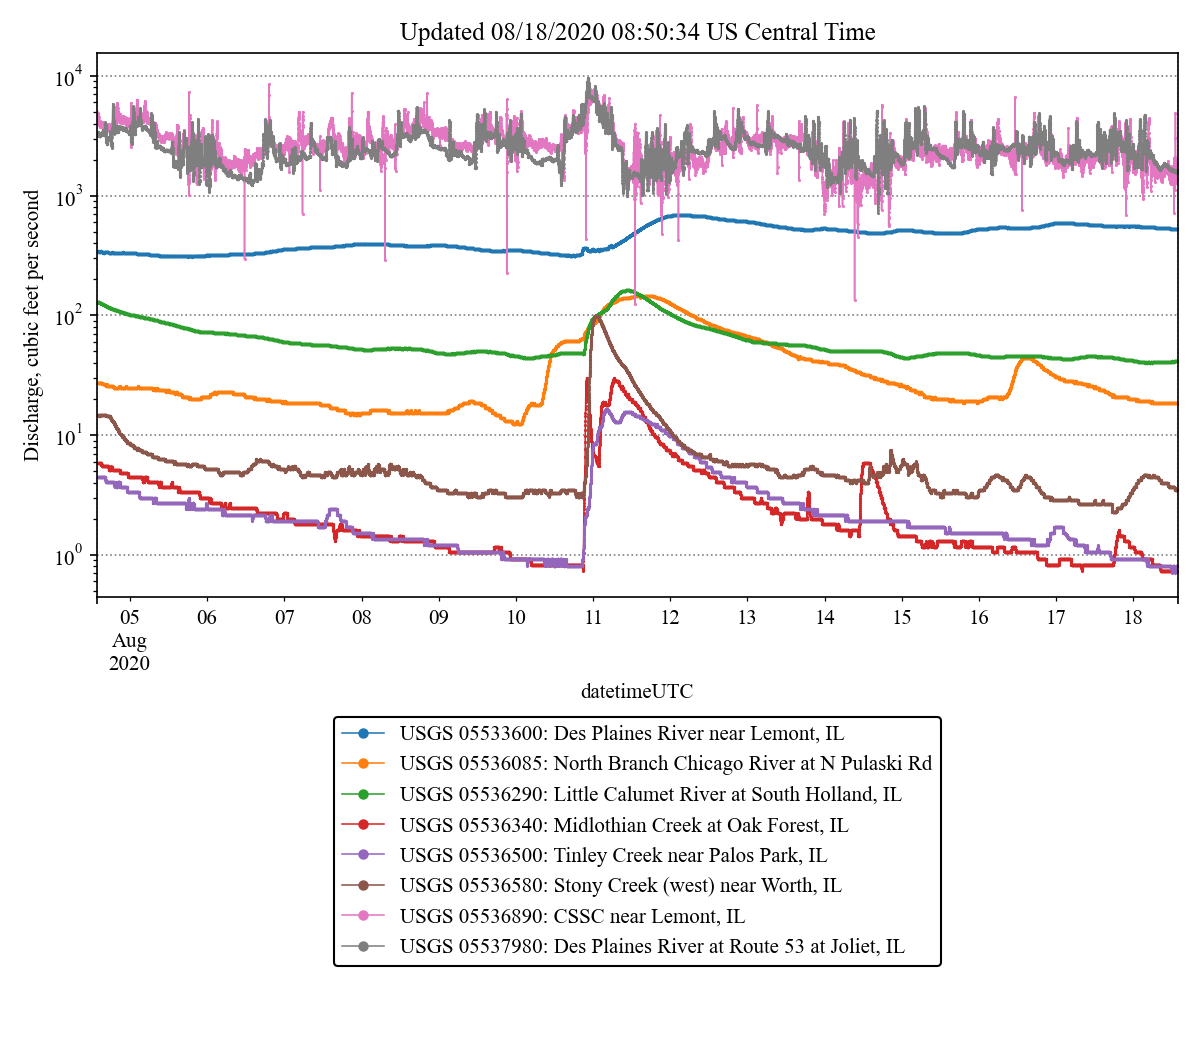 Updated 08/18/2020 08:50:34 US Central Time
Discharge, cubic feet per second
10^4
10^3
10^2
10^1
10^0
05 06 07 08 09 10 11 12 13 14 15 16 17 18
Aug
2020
datetimeUTC
USGS 05533600: Des Plaines River near Lemont, IL
USGS 05536085: North Branch Chicago River at N Pulaski Rd
USGS 05536290: Little Calumet River at South Holland, IL
USGS 05536340: Midlothian Creek at Oak Forest, IL
USGS 05536500: Tinley Creek near Palos Park, IL
USGS 05536580: Stony Creek (west) near Worth, IL
USGS 05536890: CSSC near Lemont, IL
USGS 05537980: Des Plaines River at Route 53 at Joliet, IL